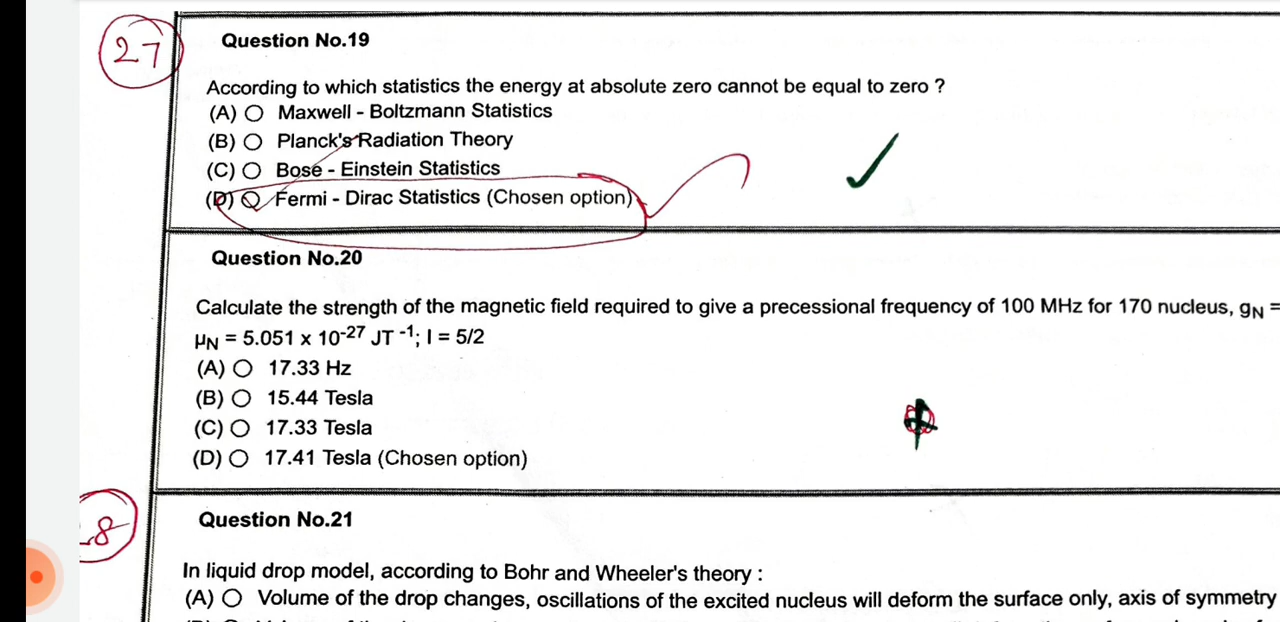 27
Question No.19
According to which statistics the energy at absolute zero cannot be equal to zero ?
(A) Maxwell - Boltzmann Statistics
(B) Planck's Radiation Theory
(C) Bose - Einstein Statistics
(D) Fermi - Dirac Statistics (Chosen option)
Question No.20
Calculate the strength of the magnetic field required to give a precessional frequency of 100 MHz for 170 nucleus, gN =
μN = 5.051 x 10-27 JT -1; I = 5/2
(A) 17.33 Hz
(B) 15.44 Tesla
(C) 17.33 Tesla
(D) 17.41 Tesla (Chosen option)
8
Question No.21
In liquid drop model, according to Bohr and Wheeler's theory :
(A) Volume of the drop changes, oscillations of the excited nucleus will deform the surface only, axis of symmetry